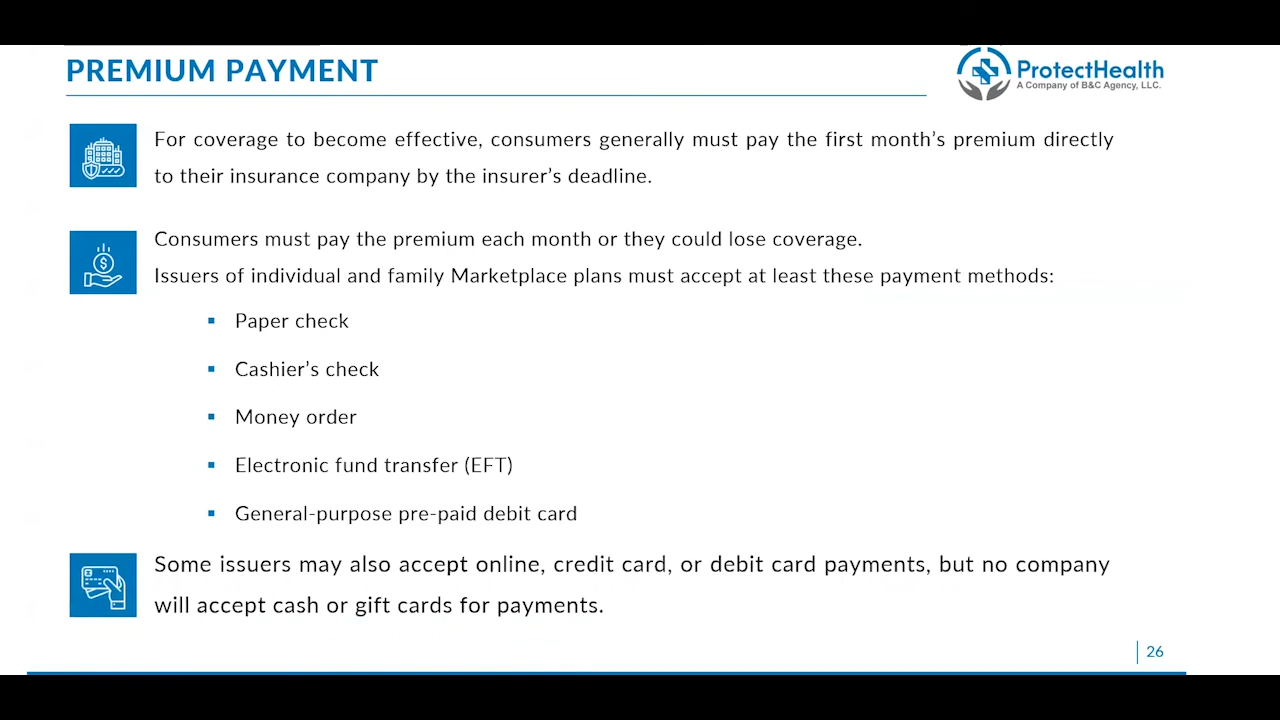 PREMIUM PAYMENT
ProtectHealth
A Company of B&C Agency, LLC.
For coverage to become effective, consumers generally must pay the first month’s premium directly
to their insurance company by the insurer’s deadline.
Consumers must pay the premium each month or they could lose coverage.
Issuers of individual and family Marketplace plans must accept at least these payment methods:
▪ Paper check
▪ Cashier’s check
▪ Money order
▪ Electronic fund transfer (EFT)
▪ General-purpose pre-paid debit card
Some issuers may also accept online, credit card, or debit card payments, but no company
will accept cash or gift cards for payments.
26